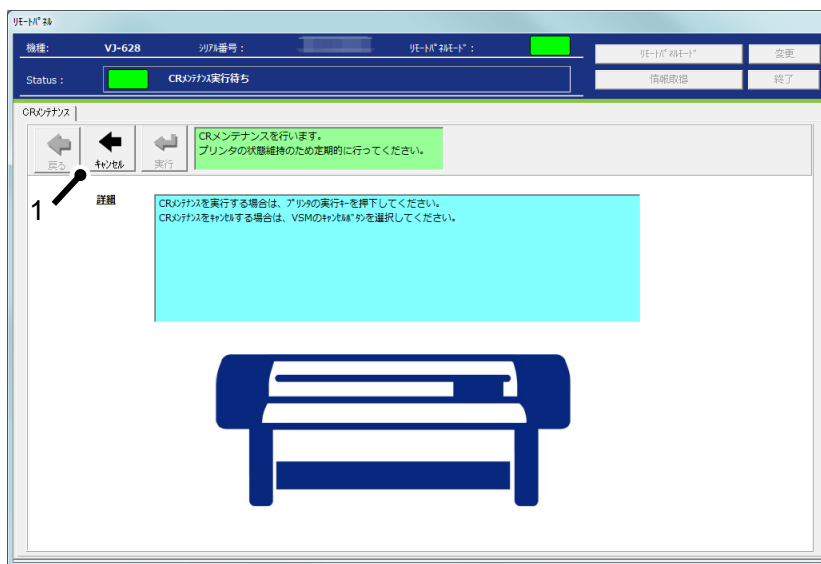 ﾘﾓｰﾄﾊﾟﾈﾙ
機種: VJ-628 ｼﾘｱﾙ番号： ﾘﾓｰﾄﾊﾟﾈﾙﾓｰﾄﾞ： ﾘﾓｰﾄﾊﾟﾈﾙﾓｰﾄﾞ 変更
Status： CRﾒﾝﾃﾅﾝｽ実行待ち 情報取得 終了
CRﾒﾝﾃﾅﾝｽ
戻る ｷｬﾝｾﾙ 実行
CRメンテナンスを行います。
プリンタの状態維持のため定期的に行ってください。
1
詳細
CRﾒﾝﾃﾅﾝｽを実行する場合は、ﾌﾟﾘﾝﾀの実行ｷｰを押下してください。
CRﾒﾝﾃﾅﾝｽをｷｬﾝｾﾙする場合は、VSMのｷｬﾝｾﾙﾎﾞﾀﾝを選択してください。